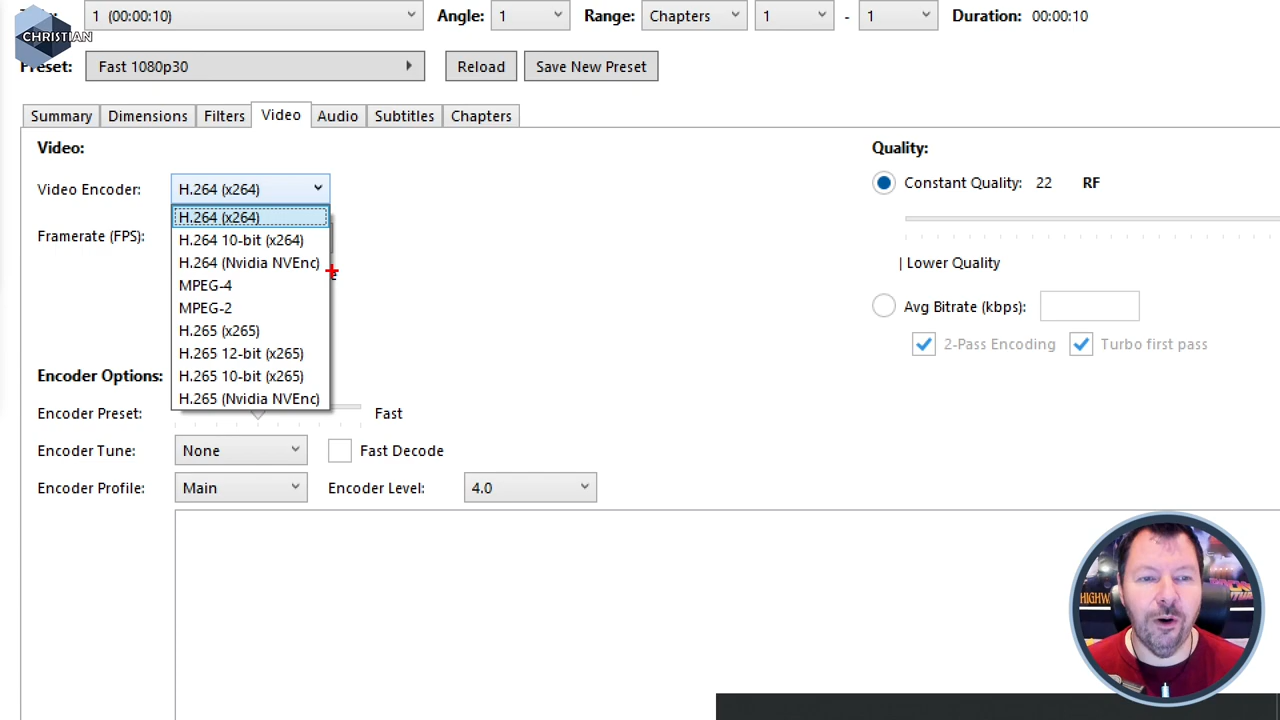 1 (00:00:10) Angle: 1 Range: Chapters 1 - 1 Duration: 00:00:10
CHRISTIAN
Preset: Fast 1080p30 Reload Save New Preset
Summary Dimensions Filters Video Audio Subtitles Chapters
Video: Quality:
Video Encoder: H.264 (x264) Constant Quality: 22 RF
H.264 (x264)
Framerate (FPS): H.264 10-bit (x264)
H.264 (Nvidia NVEnc) | Lower Quality
MPEG-4
MPEG-2 Avg Bitrate (kbps):
H.265 (x265)
H.265 12-bit (x265) 2-Pass Encoding Turbo first pass
Encoder Options: H.265 10-bit (x265)
H.265 (Nvidia NVEnc)
Encoder Preset: Fast
Encoder Tune: None Fast Decode
Encoder Profile: Main Encoder Level: 4.0